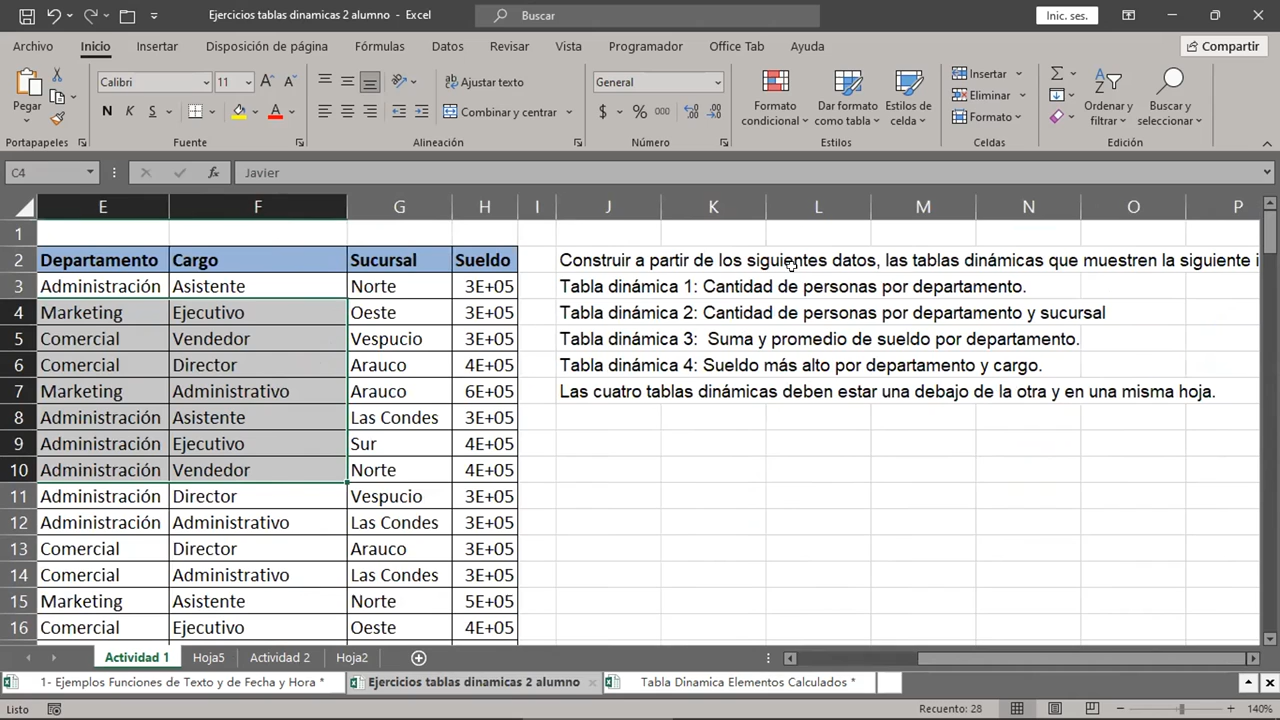 Ejercicios tablas dinamicas 2 alumno - Excel
Buscar
Inic. ses.
Archivo Inicio Insertar Disposición de página Fórmulas Datos Revisar Vista Programador Office Tab Ayuda
Compartir
Pegar
Calibri 11
N K S
Ajustar texto
Combinar y centrar
General
$ % 000
Formato condicional
Dar formato como tabla
Estilos de celda
Insertar
Eliminar
Formato
Ordenar y filtrar
Buscar y seleccionar
Portapapeles Fuente Alineación Número Estilos Celdas Edición
C4 fx Javier
E F G H I J K L M N O P
1
2 Departamento Cargo Sucursal Sueldo Construir a partir de los siguientes datos, las tablas dinámicas que muestren la siguiente i
3 Administración Asistente Norte 3E+05 Tabla dinámica 1: Cantidad de personas por departamento.
4 Marketing Ejecutivo Oeste 3E+05 Tabla dinámica 2: Cantidad de personas por departamento y sucursal
5 Comercial Vendedor Vespucio 3E+05 Tabla dinámica 3:  Suma y promedio de sueldo por departamento.
6 Comercial Director Arauco 4E+05 Tabla dinámica 4: Sueldo más alto por departamento y cargo.
7 Marketing Administrativo Arauco 6E+05 Las cuatro tablas dinámicas deben estar una debajo de la otra y en una misma hoja.
8 Administración Asistente Las Condes 3E+05
9 Administración Ejecutivo Sur 4E+05
10 Administración Vendedor Norte 4E+05
11 Administración Director Vespucio 3E+05
12 Administración Administrativo Las Condes 3E+05
13 Comercial Director Arauco 3E+05
14 Comercial Administrativo Las Condes 3E+05
15 Marketing Asistente Norte 5E+05
16 Comercial Ejecutivo Oeste 4E+05
Actividad 1 Hoja5 Actividad 2 Hoja2
1- Ejemplos Funciones de Texto y de Fecha y Hora * Ejercicios tablas dinamicas 2 alumno Tabla Dinamica Elementos Calculados *
Listo Recuento: 28 140%